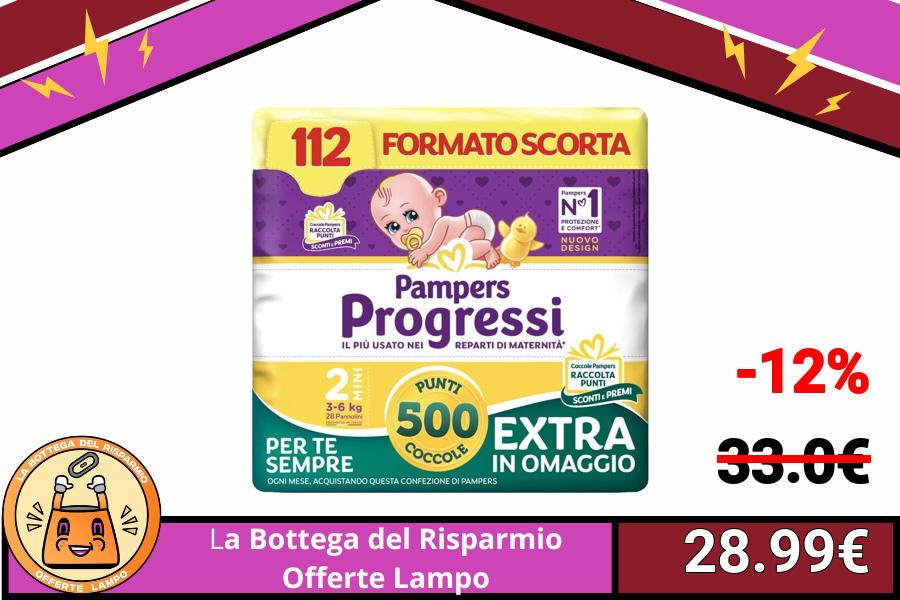 112 FORMATO SCORTA
Coccole Pampers
RACCOLTA
PUNTI
SCONTI e PREMI
Pampers
N°1
PROTEZIONE
E COMFORT*
NUOVO
DESIGN
Pampers
Progressi
IL PIÙ USATO NEI REPARTI DI MATERNITÀ*
2 MINI
3-6 kg
28 Pannolini
PUNTI
500
COCCOLE
Coccole Pampers
RACCOLTA
PUNTI
SCONTI e PREMI
PER TE
SEMPRE
EXTRA
IN OMAGGIO
OGNI MESE, ACQUISTANDO QUESTA CONFEZIONE DI PAMPERS
-12%
33.0€
LA BOTTEGA DEL RISPARMIO
OFFERTE LAMPO
La Bottega del Risparmio
Offerte Lampo
28.99€